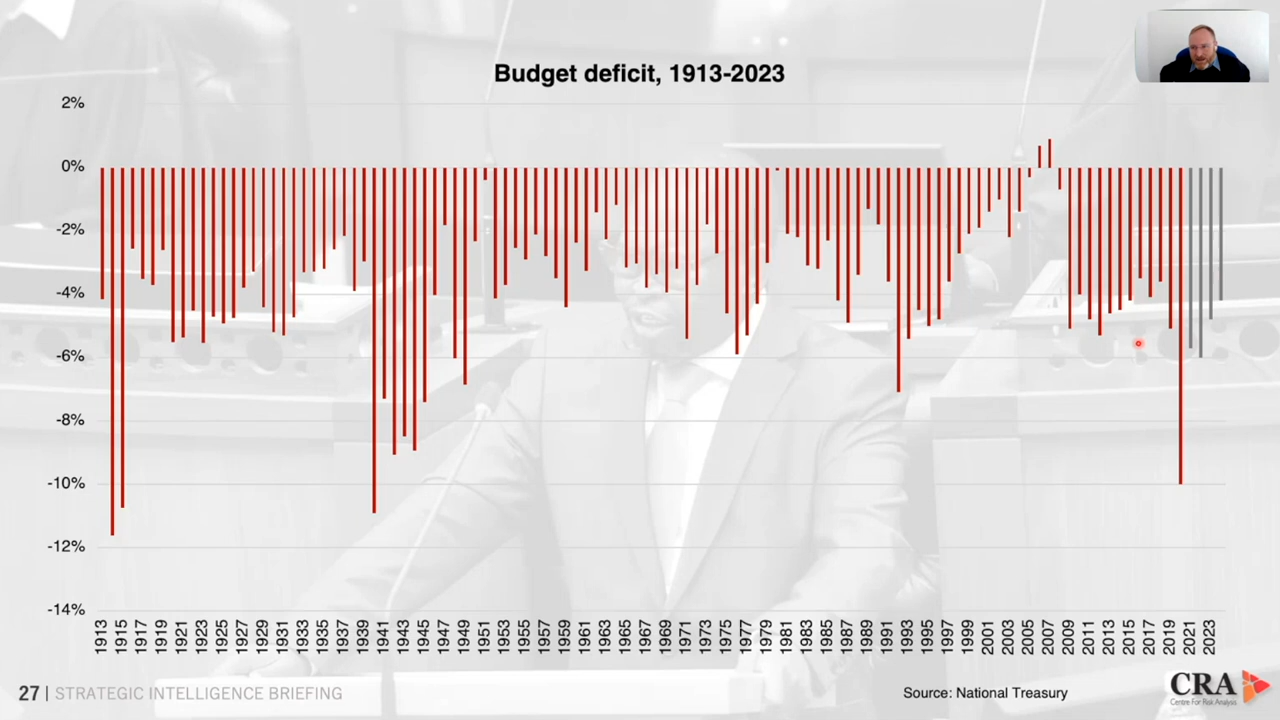 Budget deficit, 1913-2023
2%
0%
-2%
-4%
-6%
-8%
-10%
-12%
-14%
1913 1915 1917 1919 1921 1923 1925 1927 1929 1931 1933 1935 1937 1939 1941 1943 1945 1947 1949 1951 1953 1955 1957 1959 1961 1963 1965 1967 1969 1971 1973 1975 1977 1979 1981 1983 1985 1987 1989 1991 1993 1995 1997 1999 2001 2003 2005 2007 2009 2011 2013 2015 2017 2019 2021 2023
27 | STRATEGIC INTELLIGENCE BRIEFING
Source: National Treasury
CRA
Centre For Risk Analysis